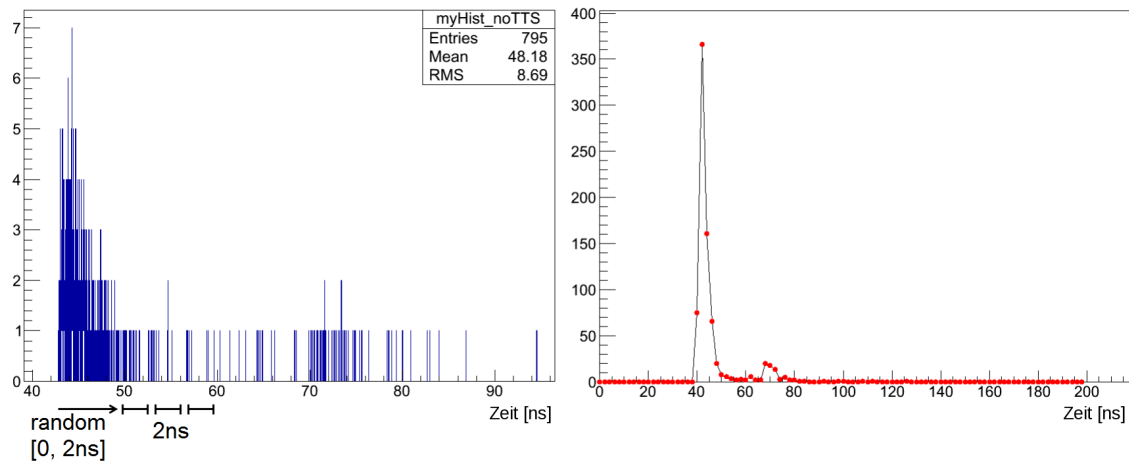 myHist_noTTS
Entries 795
Mean 48.18
RMS 8.69
7
6
5
4
3
2
1
0
40 50 60 70 80 90
Zeit [ns]
random
[0, 2ns]
2ns
400
350
300
250
200
150
100
50
0
0 20 40 60 80 100 120 140 160 180 200
Zeit [ns]